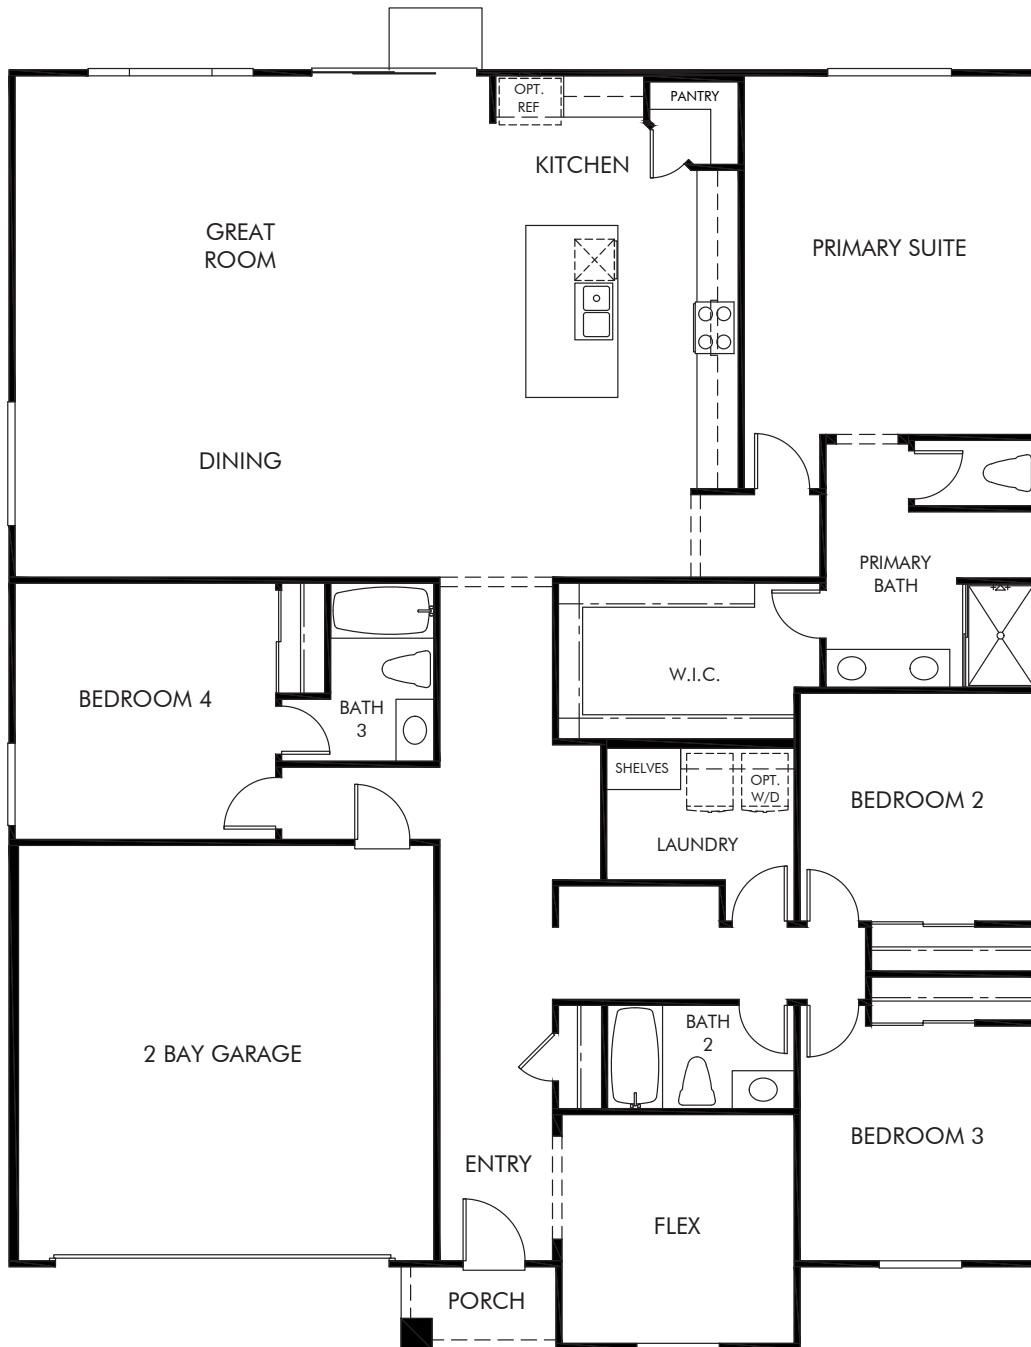 OPT.
REF
PANTRY
KITCHEN
GREAT
ROOM
PRIMARY SUITE
DINING
PRIMARY
BATH
W.I.C.
BEDROOM 4
BATH
3
SHELVES
OPT.
W/D
LAUNDRY
BEDROOM 2
2 BAY GARAGE
BATH
2
BEDROOM 3
ENTRY
FLEX
PORCH